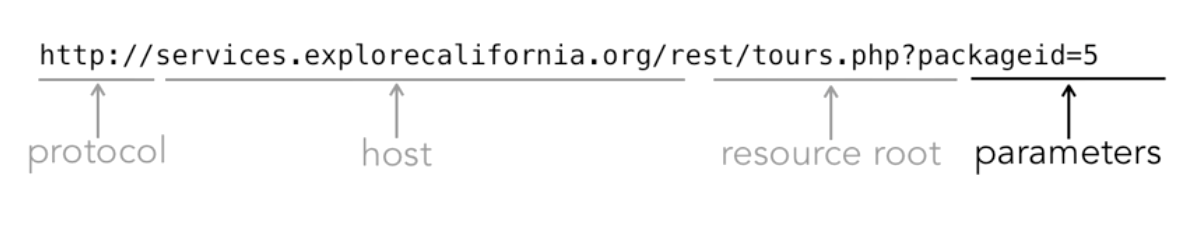 http://services.explorecalifornia.org/rest/tours.php?packageid=5
protocol host resource root parameters